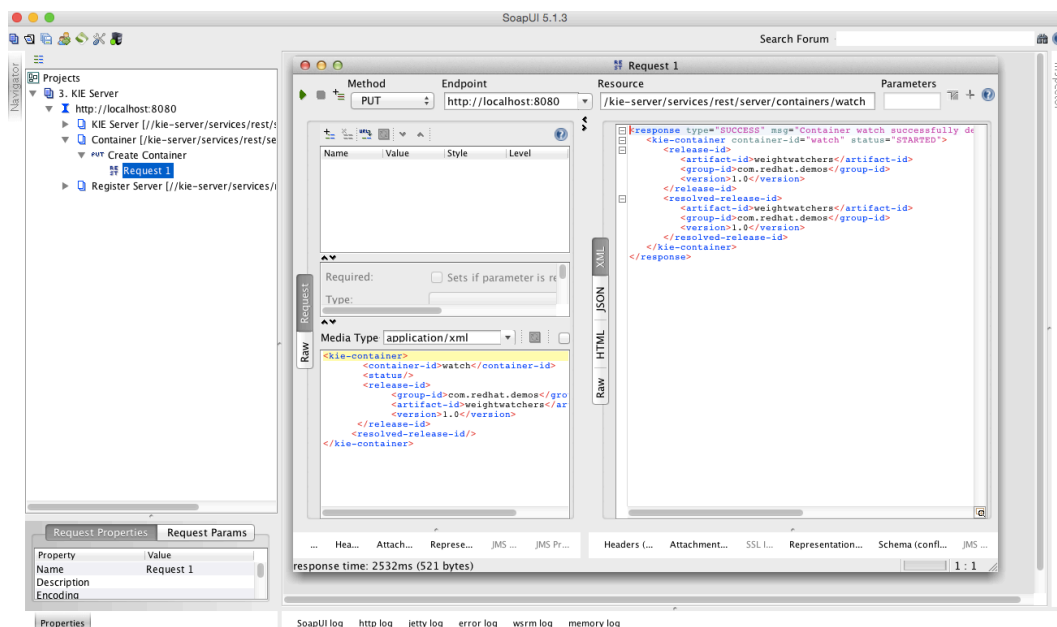 SoapUI 5.1.3
Search Forum
Navigator
Projects
3. KIE Server
http://localhost:8080
KIE Server [//kie-server/services/rest/s
Container [/kie-server/services/rest/se
PUT Create Container
Request 1
Register Server [//kie-server/services/r
Request Properties Request Params
Property Value
Name Request 1
Description
Encoding
Properties
Request 1
Method Endpoint Resource Parameters
PUT http://localhost:8080 /kie-server/services/rest/server/containers/watch
Request
Raw
Name Value Style Level
Required: Sets if parameter is re
Type:
Media Type application/xml
<kie-container>
<container-id>watch</container-id>
<status/>
<release-id>
<group-id>com.redhat.demos</gro
<artifact-id>weightwatchers</ar
<version>1.0</version>
</release-id>
<resolved-release-id/>
</kie-container>
XML
JSON
HTML
Raw
<response type="SUCCESS" msg="Container watch successfully de
<kie-container container-id="watch" status="STARTED">
<release-id>
<artifact-id>weightwatchers</artifact-id>
<group-id>com.redhat.demos</group-id>
<version>1.0</version>
</release-id>
<resolved-release-id>
<artifact-id>weightwatchers</artifact-id>
<group-id>com.redhat.demos</group-id>
<version>1.0</version>
</resolved-release-id>
</kie-container>
</response>
... Hea... Attach... Represe... JMS ... JMS Pr...
Headers (... Attachment... SSL I... Representation... Schema (confl... JMS ...
response time: 2532ms (521 bytes) 1 : 1
SoapUI log http log jetty log error log wsrm log memory log